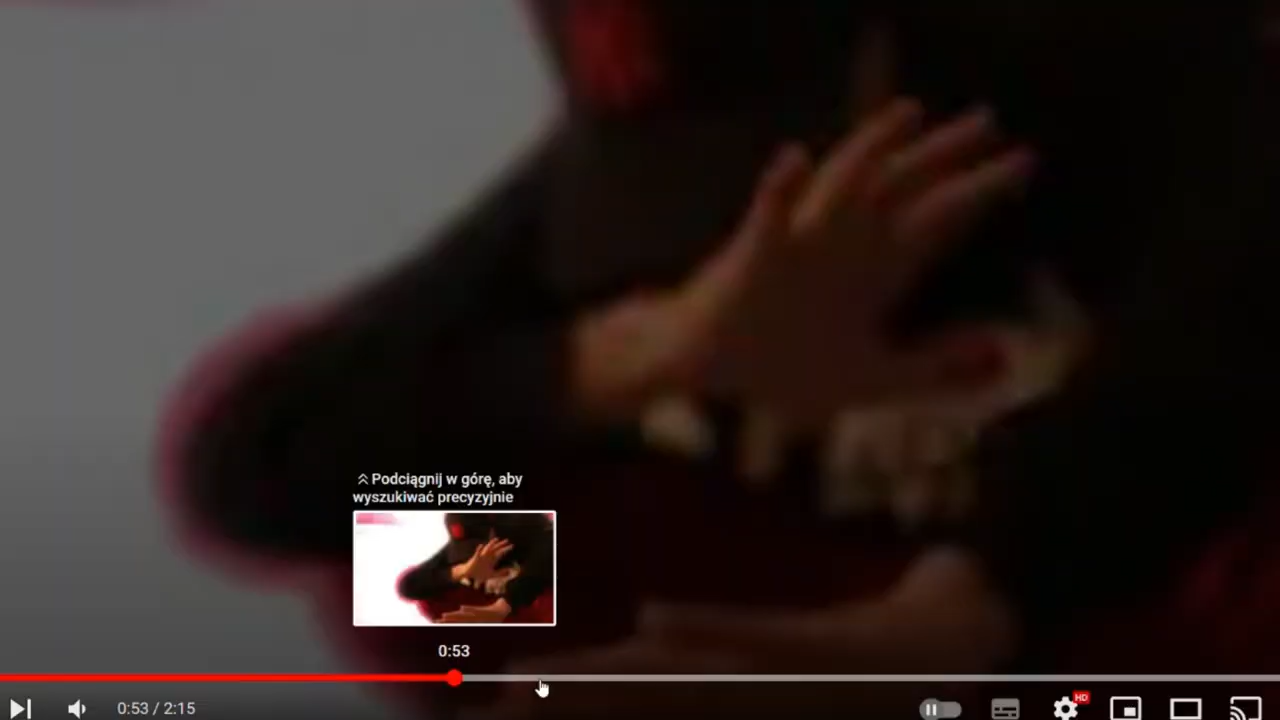 Podciągnij w górę, aby
wyszukiwać precyzyjnie
0:53
0:53 / 2:15
HD